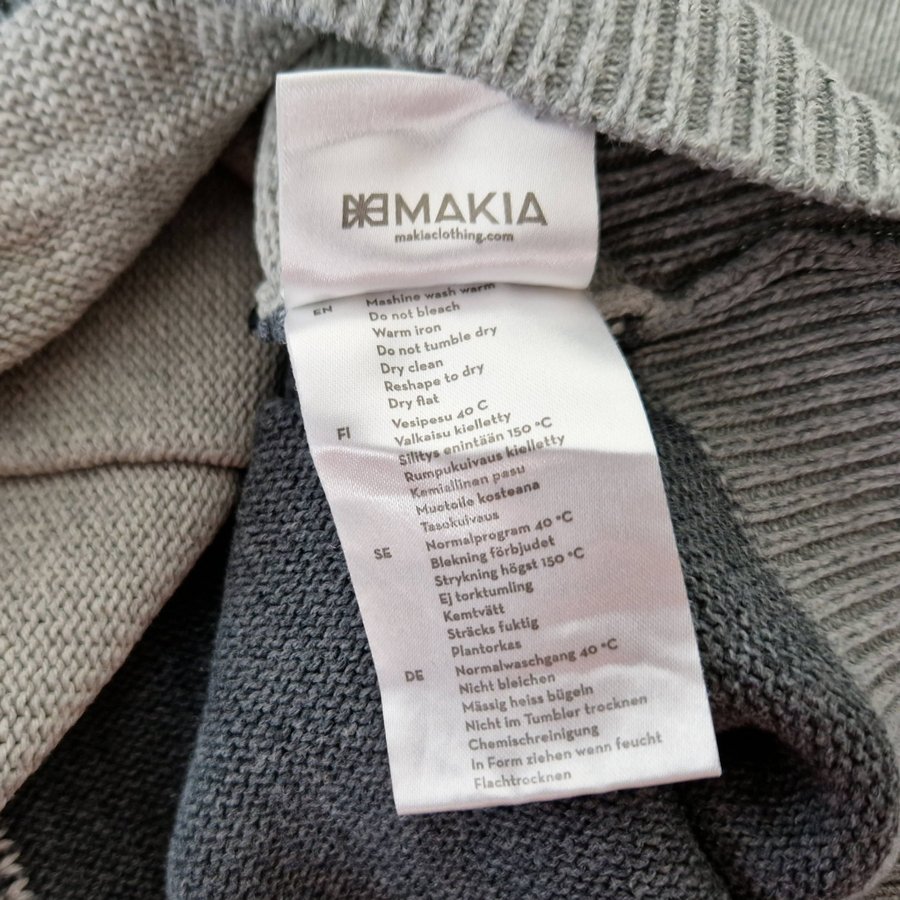 MAKIA
makiaclothing.com
EN Mashine wash warm
Do not bleach
Warm iron
Do not tumble dry
Dry clean
Reshape to dry
Dry flat
FI Vesipesu 40 C
Valkaisu kielletty
Silitys enintään 150 °C
Rumpukuivaus kielletty
Kemiallinen pesu
Muotoile kosteana
Tasokuivaus
SE Normalprogram 40 °C
Blekning förbjudet
Strykning högst 150 °C
Ej torktumling
Kemtvätt
Sträcks fuktig
Plantorkas
DE Normalwaschgang 40 °C
Nicht bleichen
Mässig heiss bügeln
Nicht im Tumbler trocknen
Chemischreinigung
In Form ziehen wenn feucht
Flachtrocknen